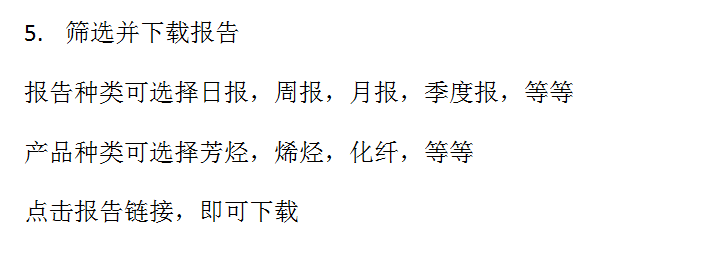 5. 筛选并下载报告
报告种类可选择日报，周报，月报，季度报，等等
产品种类可选择芳烃，烯烃，化纤，等等
点击报告链接，即可下载